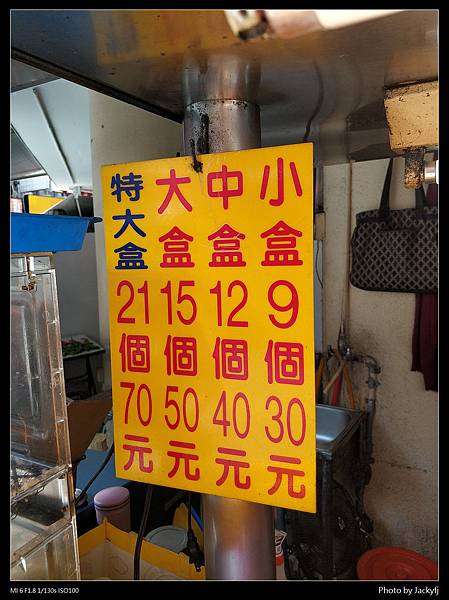 小盒9個30元
中盒12個40元
大盒15個50元
特大盒21個70元
MI 6 F1.8 1/130s ISO100
Photo by Jackyfj